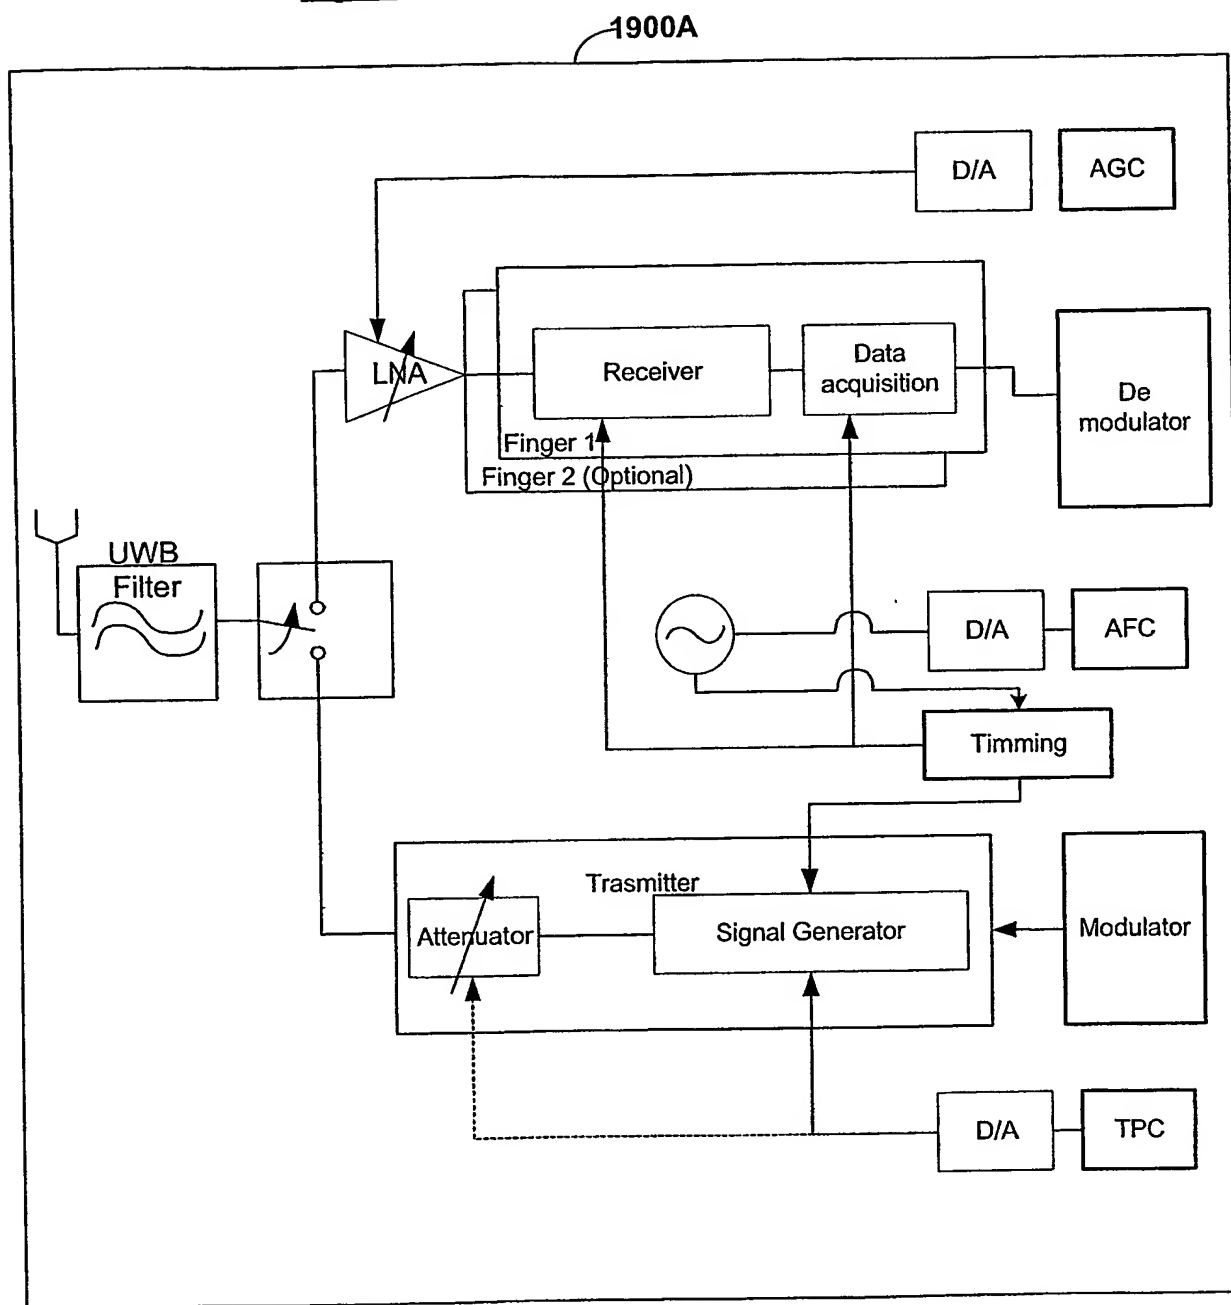 1900A
D/A
AGC
LNA
Receiver
Data
acquisition
De
modulator
Finger 1
Finger 2 (Optional)
UWB
Filter
D/A
AFC
Timming
Trasmitter
Attenuator
Signal Generator
Modulator
D/A
TPC